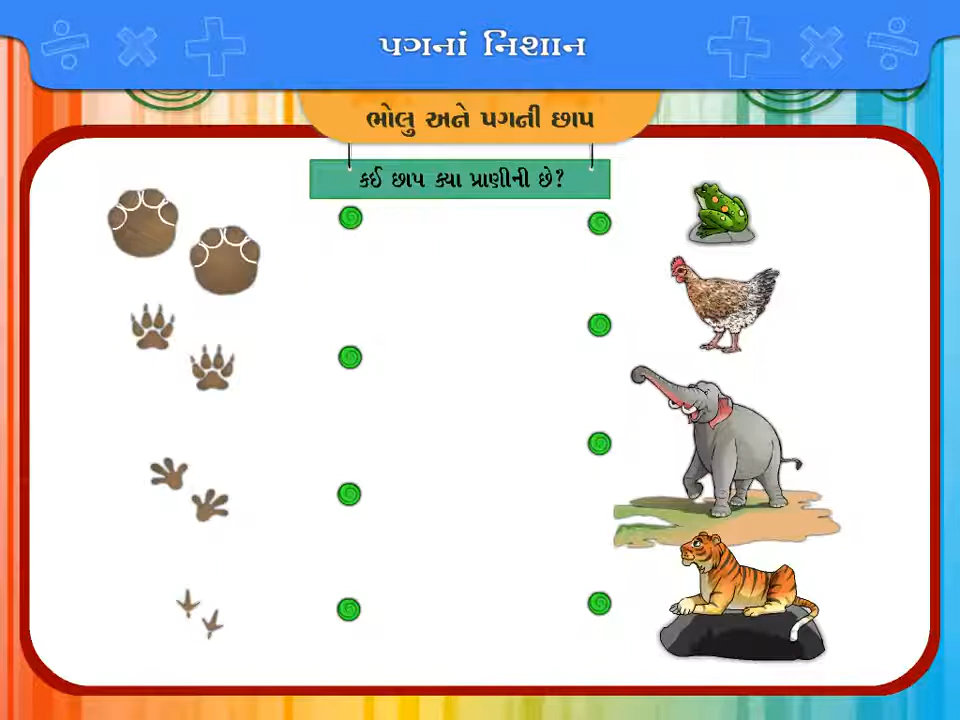 પગનાં નિશાન
ભોલુ અને પગની છાપ
કઈ છાપ ક્યા પ્રાણીની છે?